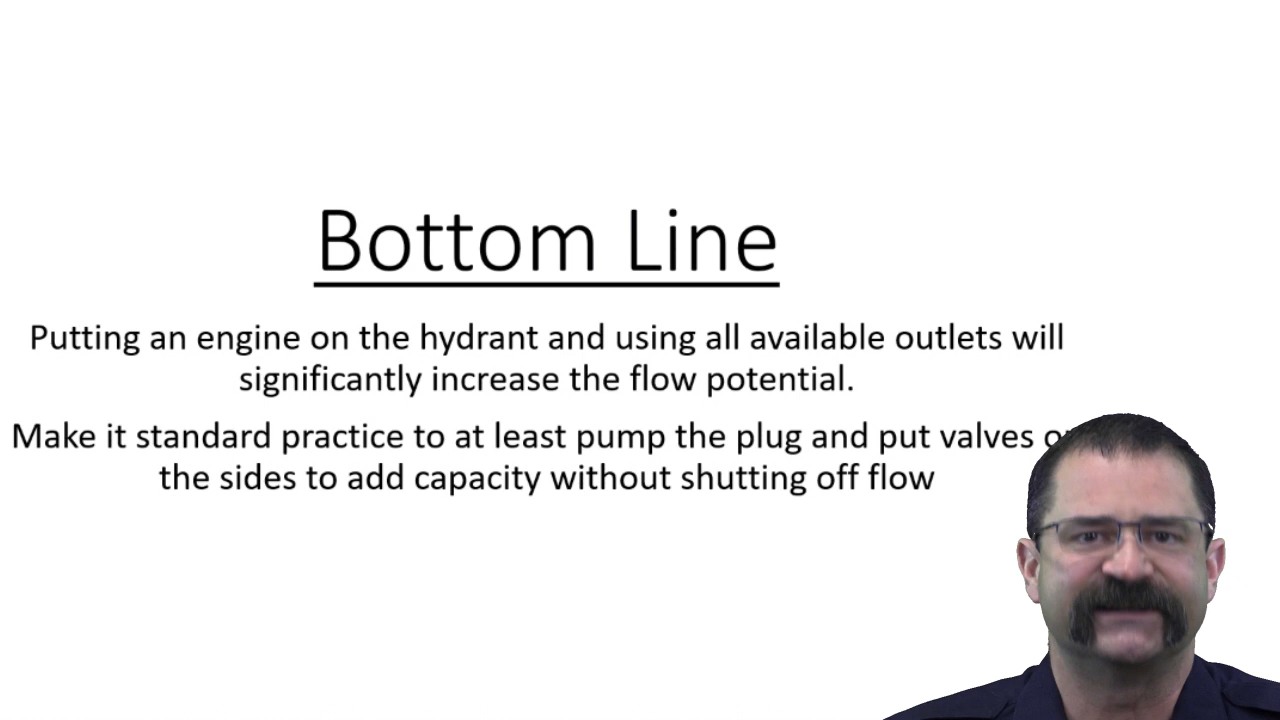 Bottom Line
Putting an engine on the hydrant and using all available outlets will
significantly increase the flow potential.
Make it standard practice to at least pump the plug and put valves
the sides to add capacity without shutting off flow